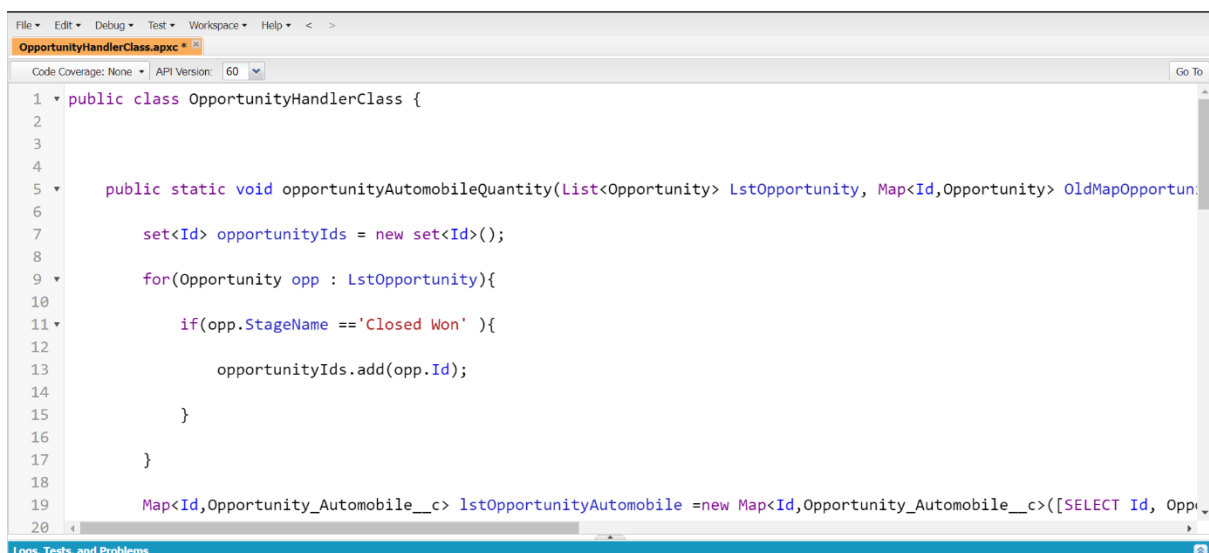 File Edit Debug Test Workspace Help < >
OpportunityHandlerClass.apxc *
Code Coverage: None API Version: 60 Go To
1 public class OpportunityHandlerClass {
2
3
4
5 public static void opportunityAutomobileQuantity(List<Opportunity> LstOpportunity, Map<Id,Opportunity>
6
7 set<Id> opportunityIds = new set<Id>();
8
9 for(Opportunity opp : LstOpportunity){
10
11 if(opp.StageName =='Closed Won' ){
12
13 opportunityIds.add(opp.Id);
14
15 }
16
17 }
18
19 Map<Id,Opportunity_Automobile__c> lstOpportunityAutomobile =new Map<Id,Opportunity_Automobile__c>([SELECT Id,
20
Logs, Tests, and Problems